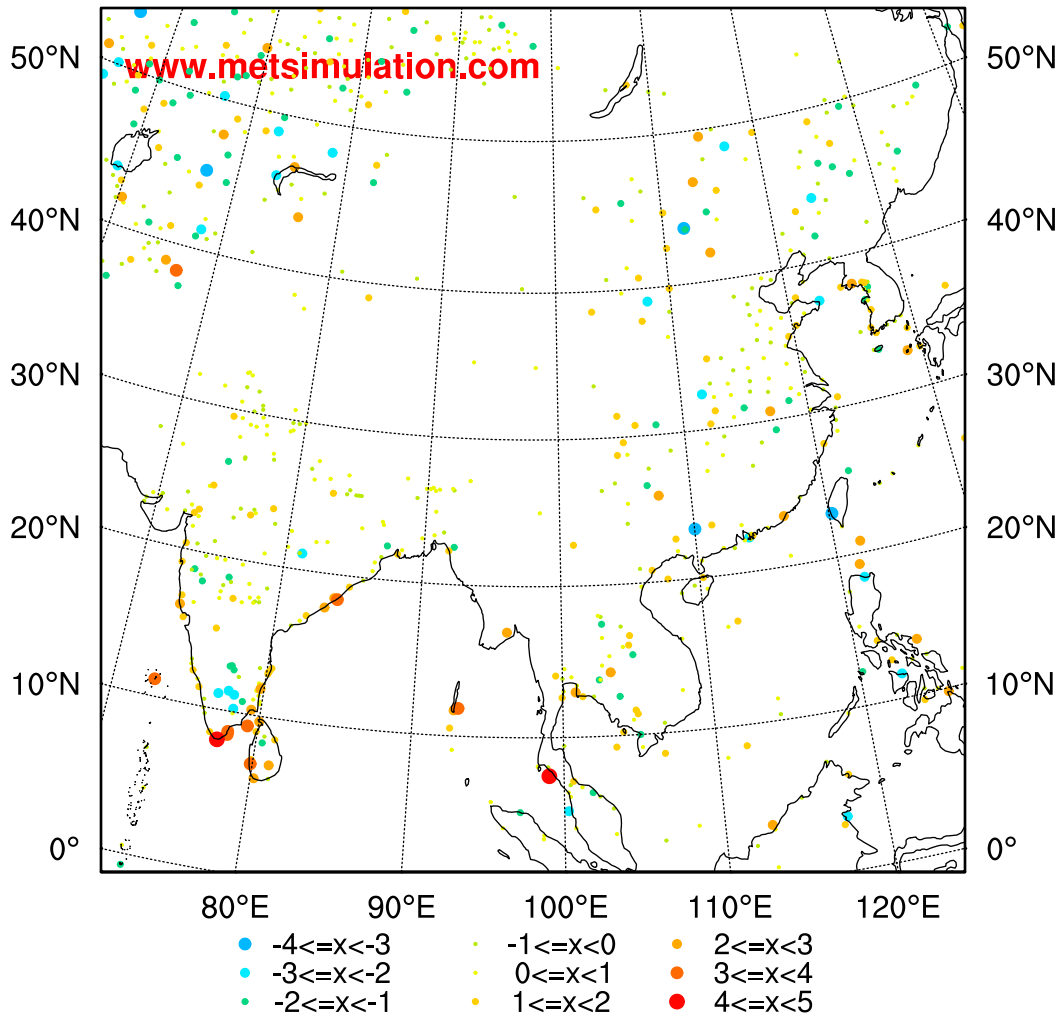 50°N 50°N
www.metsimulation.com
40°N 40°N
30°N 30°N
20°N 20°N
10°N 10°N
0° 0°
80°E 90°E 100°E 110°E 120°E
-4<=x<-3 -1<=x<0 2<=x<3
-3<=x<-2 0<=x<1 3<=x<4
-2<=x<-1 1<=x<2 4<=x<5